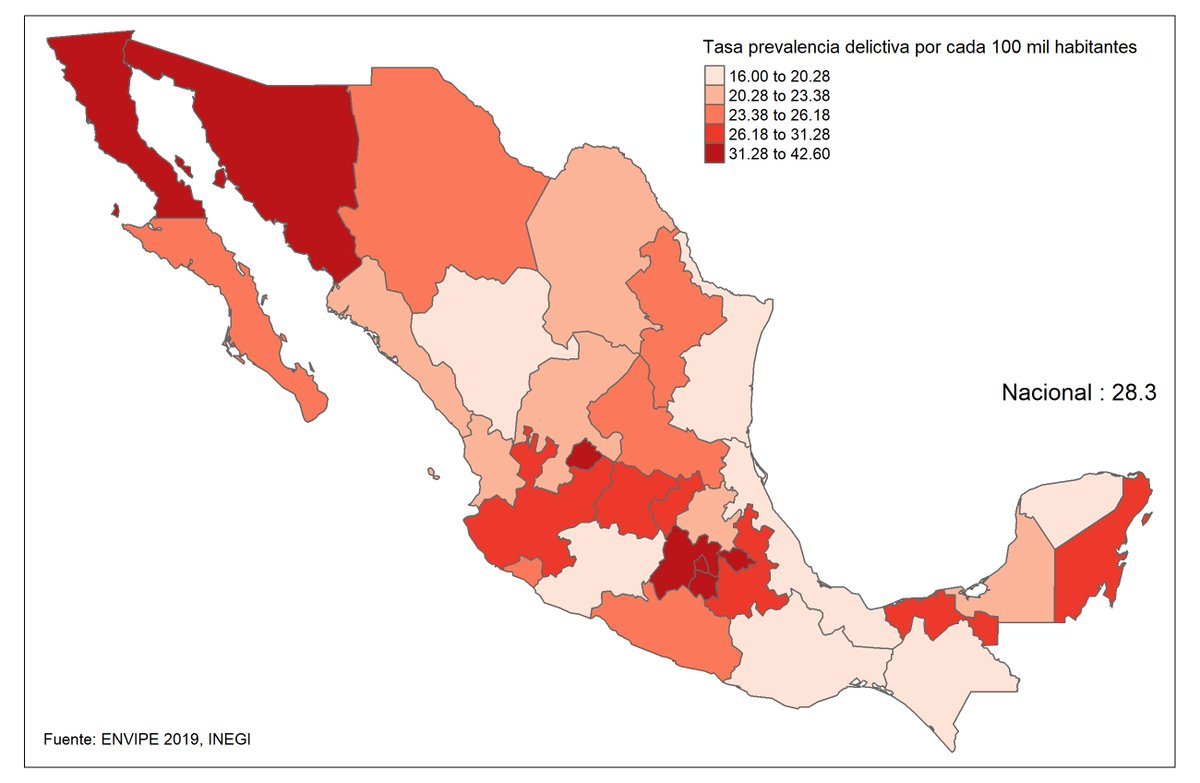 Tasa prevalencia delictiva por cada 100 mil habitantes
16.00 to 20.28
20.28 to 23.38
23.38 to 26.18
26.18 to 31.28
31.28 to 42.60
Nacional : 28.3
Fuente: ENVIPE 2019, INEGI